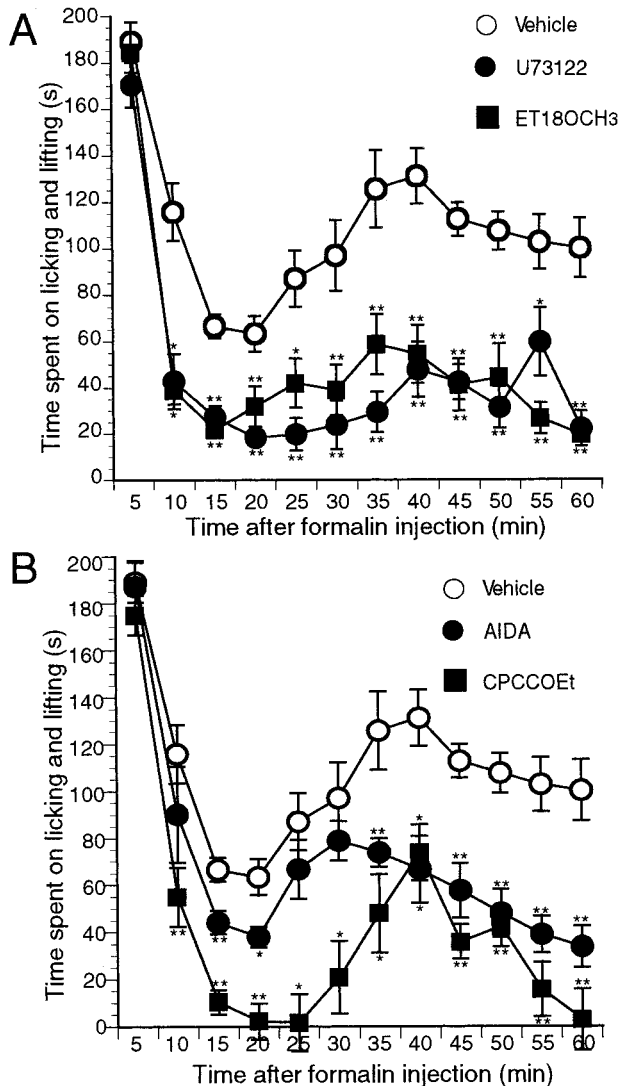 A
Vehicle
U73122
ET18OCH3
Time spent on licking and lifting (s)
200
180
160
140
120
100
80
60
40
20
0
5 10 15 20 25 30 35 40 45 50 55 60
Time after formalin injection (min)
B
Vehicle
AIDA
CPCCOEt
Time spent on licking and lifting (s)
200
180
160
140
120
100
80
60
40
20
0
5 10 15 20 25 30 35 40 45 50 55 60
Time after formalin injection (min)